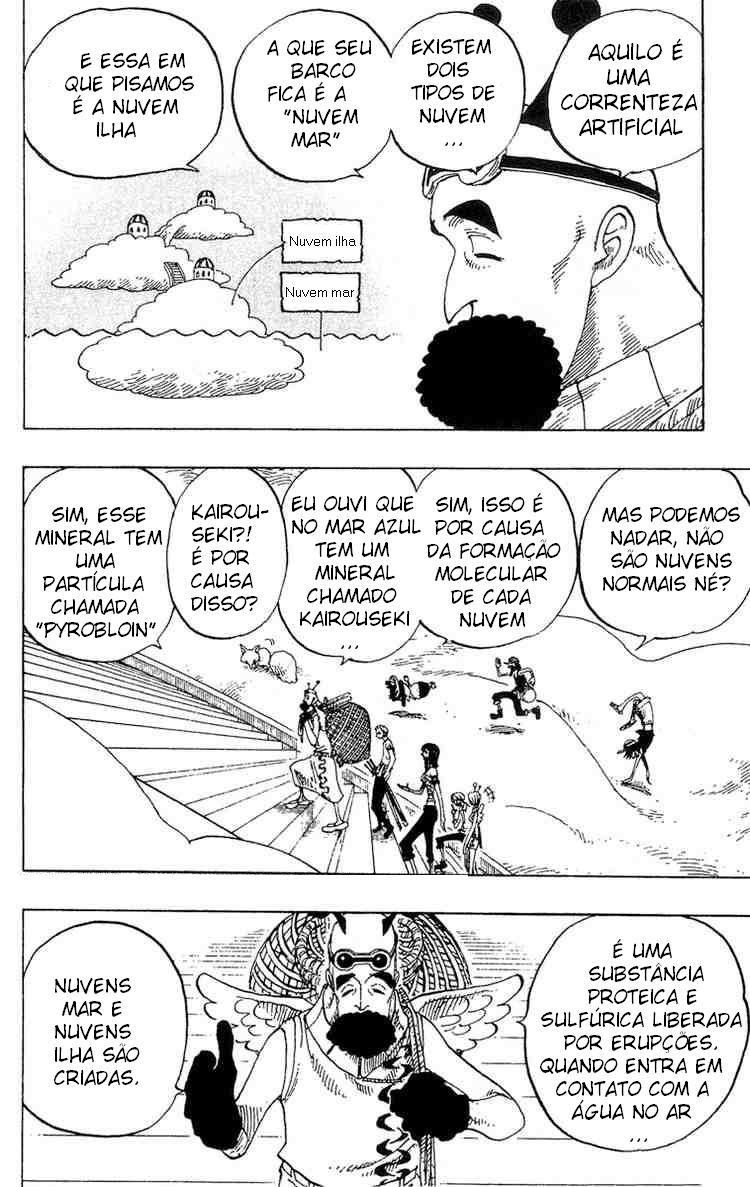 AQUILO É
UMA
CORRENTEZA
ARTIFICIAL
EXISTEM
DOIS
TIPOS DE
NUVEM
...
A QUE SEU
BARCO
FICA É A
"NUVEM
MAR"
E ESSA EM
QUE PISAMOS
É A NUVEM
ILHA
Nuvem ilha
Nuvem mar
MAS PODEMOS
NADAR, NÃO
SÃO NUVENS
NORMAIS NÉ?
SIM, ISSO É
POR CAUSA
DA FORMAÇÃO
MOLECULAR
DE CADA
NUVEM
EU OUVI QUE
NO MAR AZUL
TEM UM
MINERAL
CHAMADO
KAIROUSEKI
...
KAIROU-
SEKI?!
É POR
CAUSA
DISSO?
SIM, ESSE
MINERAL TEM
UMA
PARTÍCULA
CHAMADA
"PYROBLOIN"
É UMA
SUBSTÂNCIA
PROTEICA E
SULFÚRICA LIBERADA
POR ERUPÇÕES.
QUANDO ENTRA EM
CONTATO COM A
ÁGUA NO AR
...
NUVENS
MAR E
NUVENS
ILHA SÃO
CRIADAS.